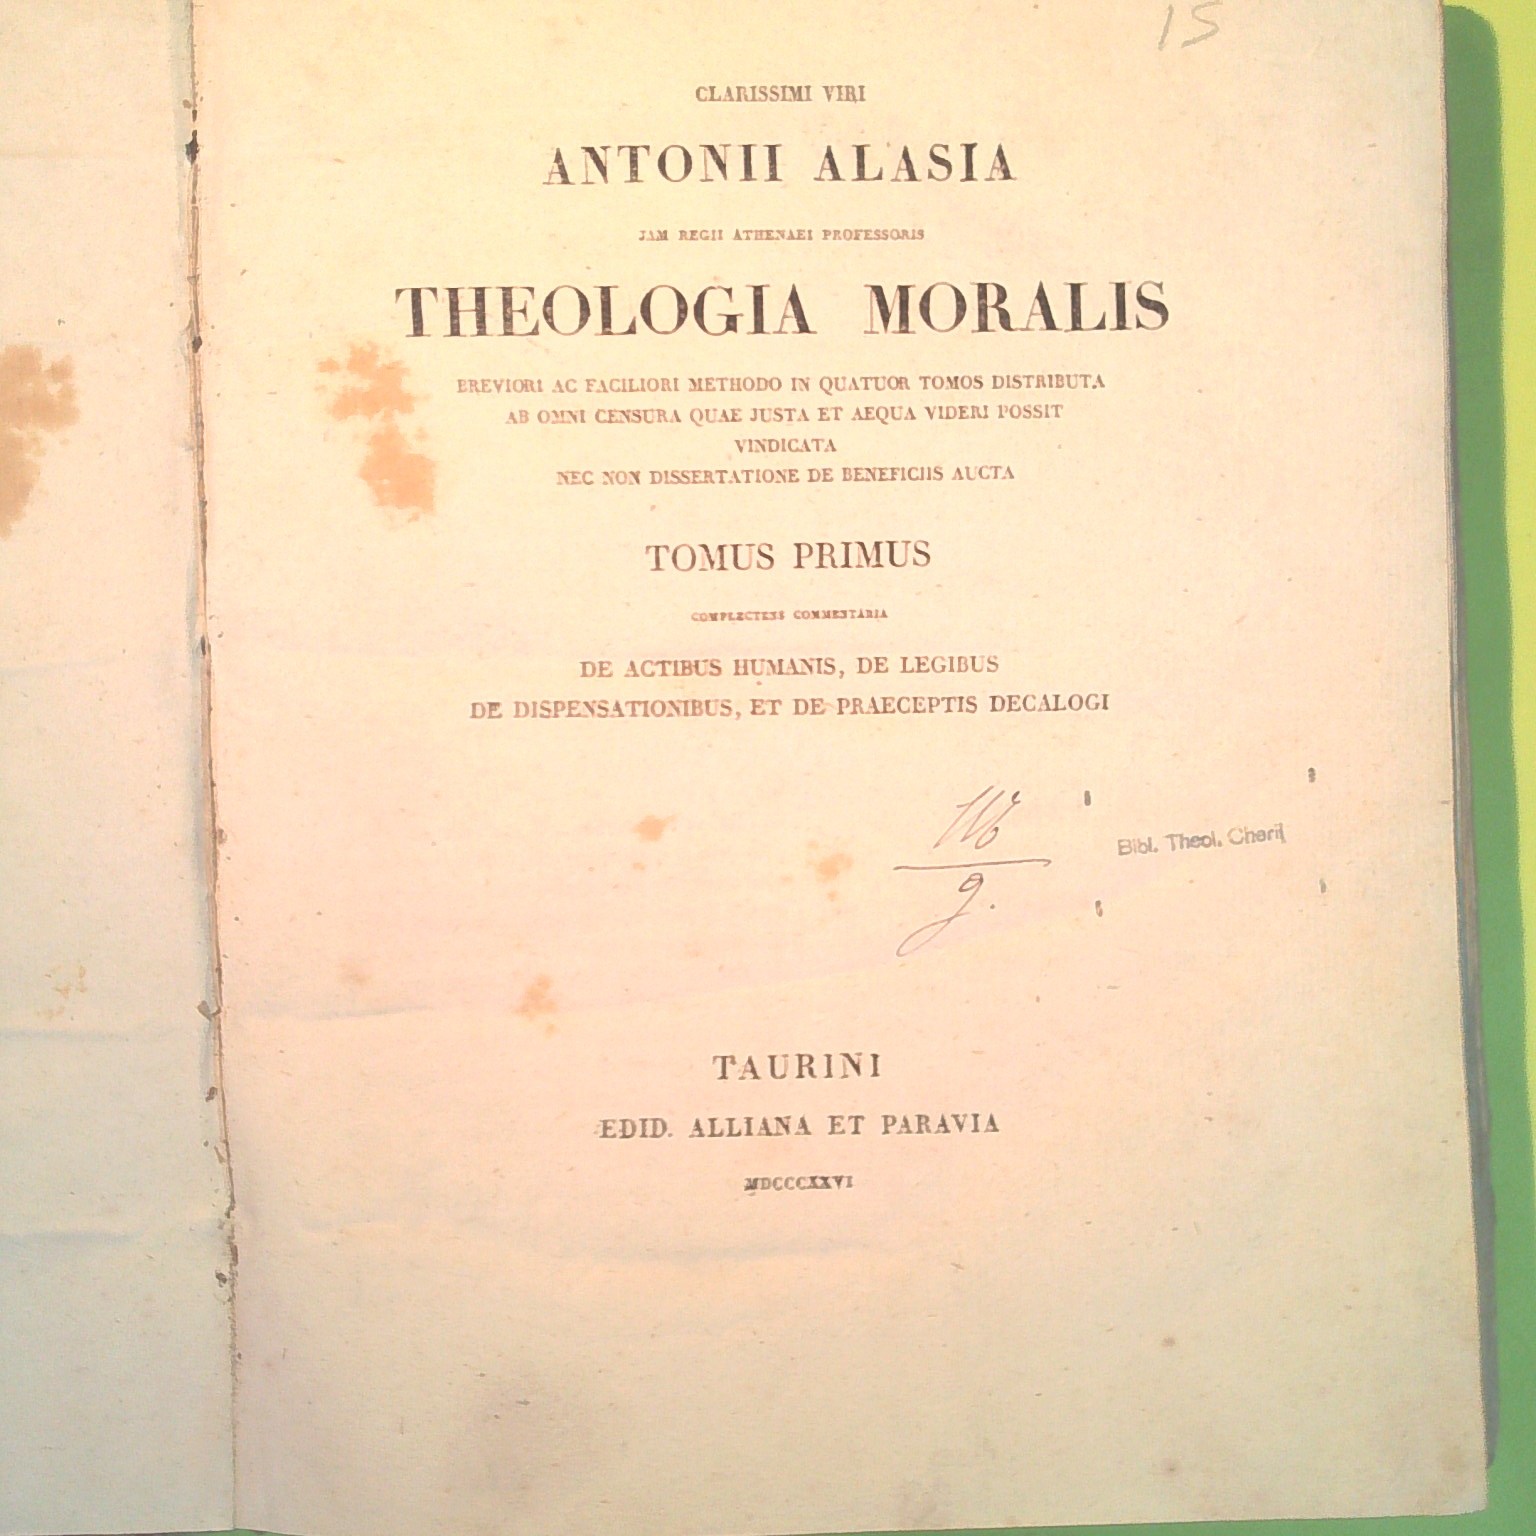 15
CLARISSIMI VIRI
ANTONII ALASIA
JAM REGII ATHENAEI PROFESSORIS
THEOLOGIA MORALIS
BREVIORI AC FACILIORI METHODO IN QUATUOR TOMOS DISTRIBUTA
AB OMNI CENSURA QUAE JUSTA ET AEQUA VIDERI POSSIT
VINDICATA
NEC NON DISSERTATIONE DE BENEFICIIS AUCTA
TOMUS PRIMUS
COMPLECTENS COMMENTARIA
DE ACTIBUS HUMANIS, DE LEGIBUS
DE DISPENSATIONIBUS, ET DE PRAECEPTIS DECALOGI
Bibl. Theol. Cherii
g.
TAURINI
EDID. ALLIANA ET PARAVIA
MDCCCXXVI